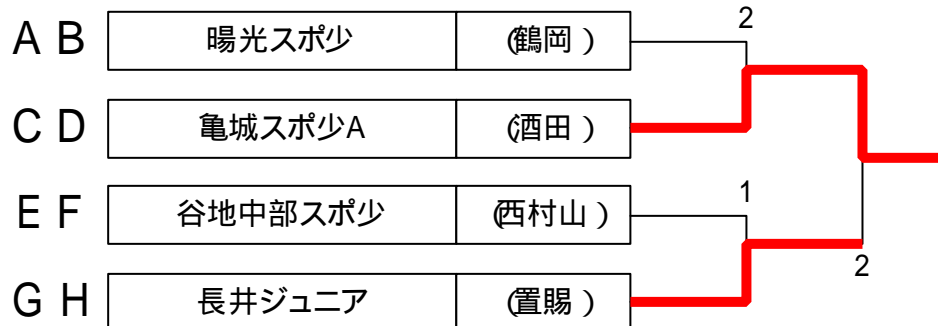 2
A B 暘光スポ少 (鶴岡)
C D 亀城スポ少A (酒田)
1
E F 谷地中部スポ少 (西村山)
2
G H 長井ジュニア (置賜)